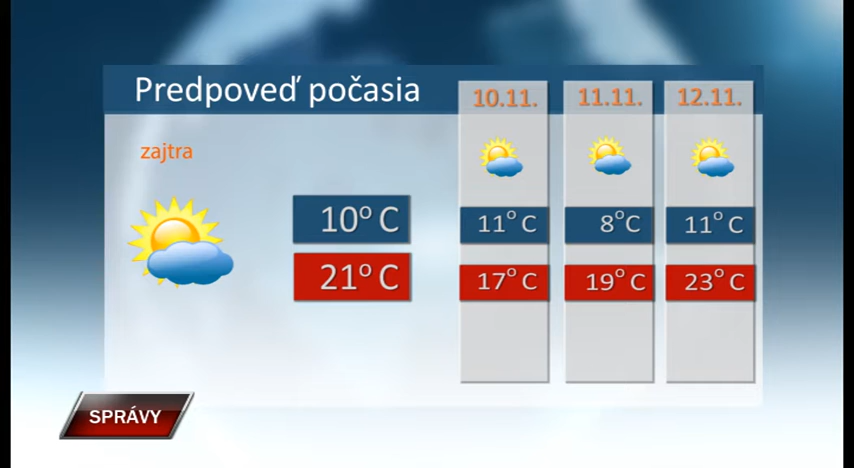 Predpoveď počasia
zajtra
10° C
21° C
10.11.
11° C
17° C
11.11.
8°C
19° C
12.11.
11° C
23° C
SPRÁVY